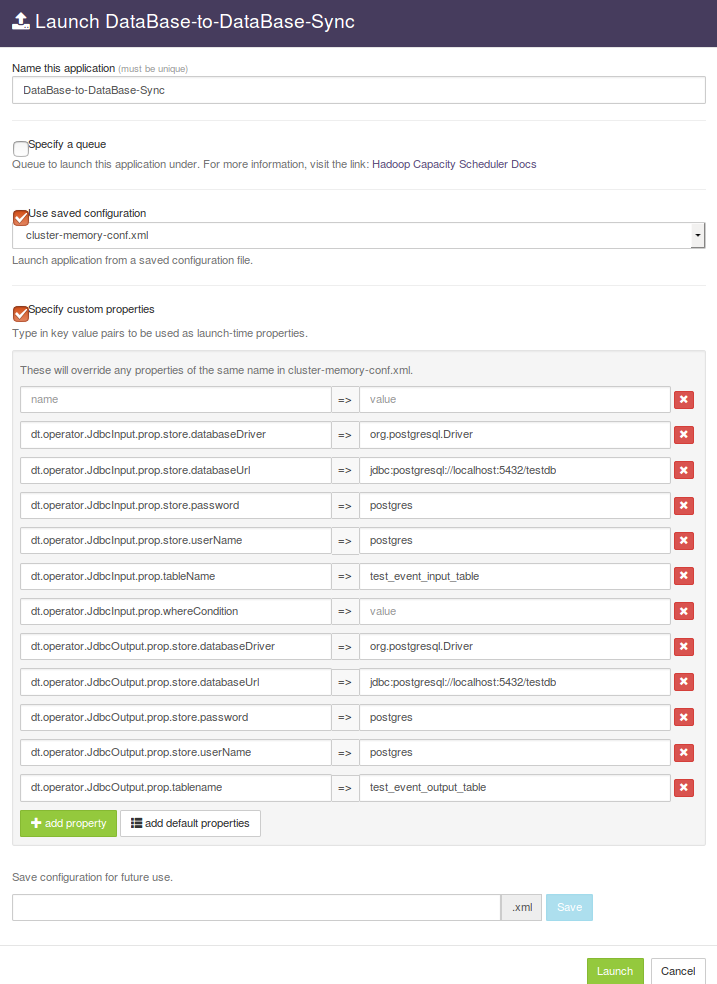 Launch DataBase-to-DataBase-Sync
Name this application (must be unique)
DataBase-to-DataBase-Sync
Specify a queue
Queue to launch this application under. For more information, visit the link: Hadoop Capacity Scheduler Docs
Use saved configuration
cluster-memory-conf.xml
Launch application from a saved configuration file.
Specify custom properties
Type in key value pairs to be used as launch-time properties.
These will override any properties of the same name in cluster-memory-conf.xml.
name => value
dt.operator.JdbcInput.prop.store.databaseDriver => org.postgresql.Driver
dt.operator.JdbcInput.prop.store.databaseUrl => jdbc:postgresql://localhost:5432/testdb
dt.operator.JdbcInput.prop.store.password => postgres
dt.operator.JdbcInput.prop.store.userName => postgres
dt.operator.JdbcInput.prop.tableName => test_event_input_table
dt.operator.JdbcInput.prop.whereCondition => value
dt.operator.JdbcOutput.prop.store.databaseDriver => org.postgresql.Driver
dt.operator.JdbcOutput.prop.store.databaseUrl => jdbc:postgresql://localhost:5432/testdb
dt.operator.JdbcOutput.prop.store.password => postgres
dt.operator.JdbcOutput.prop.store.userName => postgres
dt.operator.JdbcOutput.prop.tablename => test_event_output_table
add property add default properties
Save configuration for future use.
.xml Save
Launch Cancel